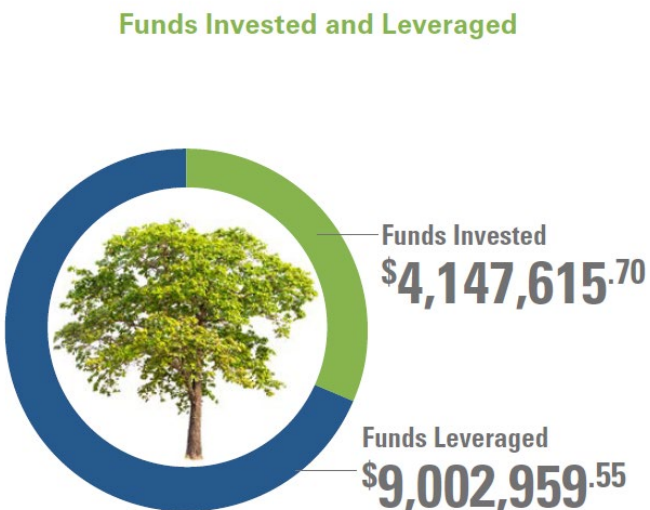 Funds Invested and Leveraged
Funds Invested
$4,147,615.70
Funds Leveraged
$9,002,959.55